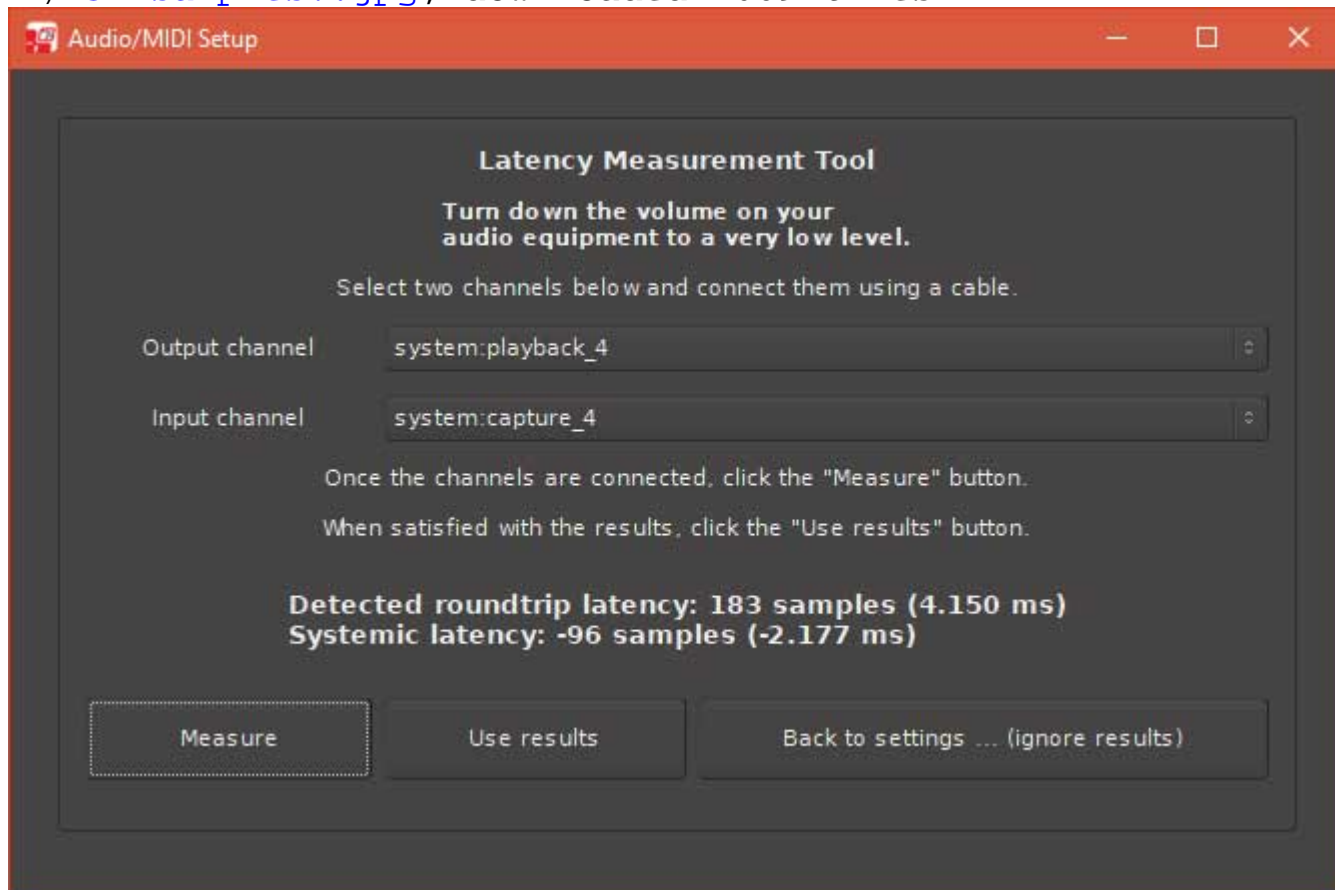 Audio/MIDI Setup
Latency Measurement Tool
Turn down the volume on your
audio equipment to a very low level.
Select two channels below and connect them using a cable.
Output channel system:playback_4
Input channel system:capture_4
Once the channels are connected, click the "Measure" button.
When satisfied with the results, click the "Use results" button.
Detected roundtrip latency: 183 samples (4.150 ms)
Systemic latency: -96 samples (-2.177 ms)
Measure Use results Back to settings ... (ignore results)